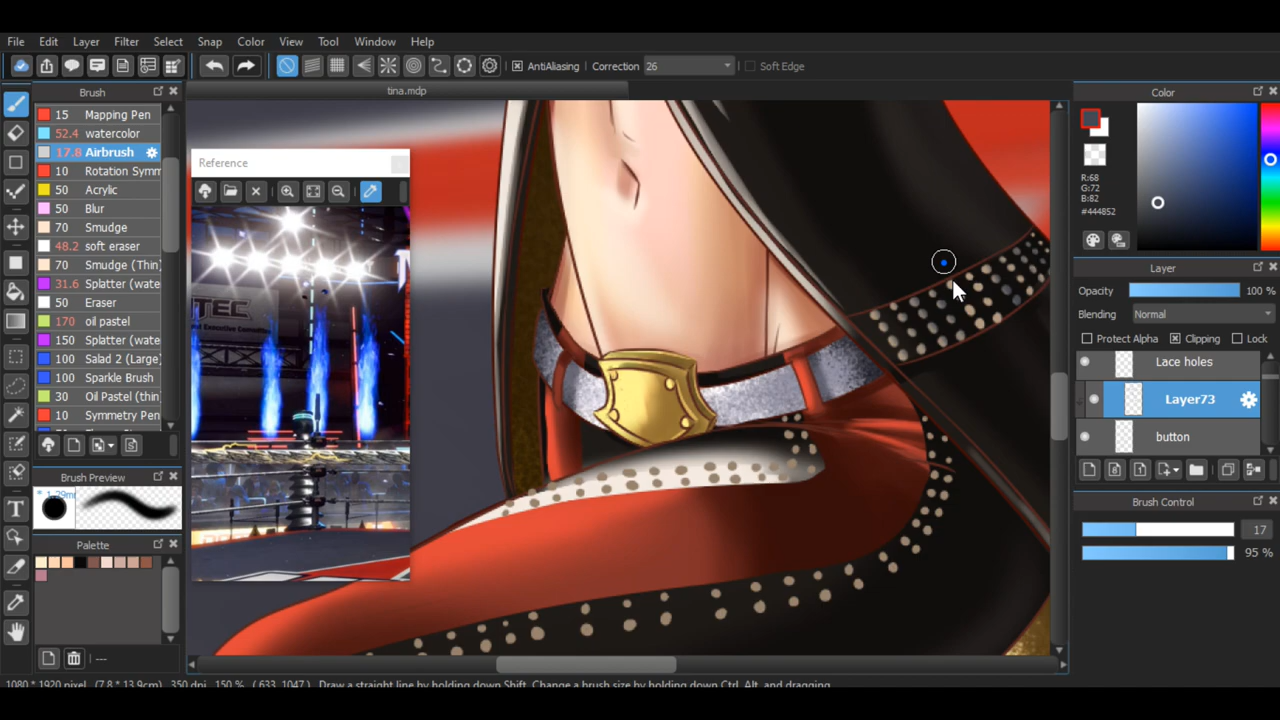 File Edit Layer Filter Select Snap Color View Tool Window Help
AntiAliasing Correction 26 Soft Edge
Brush
tina.mdp
Color
15 Mapping Pen
52.4 watercolor
17.8 Airbrush
10 Rotation Symm
50 Acrylic
50 Blur
70 Smudge
48.2 soft eraser
70 Smudge (Thin)
31.6 Splatter (wate
50 Eraser
170 oil pastel
150 Splatter (wate
100 Salad 2 (Large)
100 Sparkle Brush
30 Oil Pastel (thin
10 Symmetry Pen
Brush Preview
Palette
---
Reference
R:68
G:72
B:82
#444852
Layer
Opacity 100 %
Blending Normal
Protect Alpha Clipping Lock
Lace holes
Layer73
button
Brush Control
17
95 %
1080 * 1920 pixel (7.8 * 13.9cm) 350 dpi 150 % ( 633, 1047 ) Draw a straight line by holding down Shift, Change a brush size by holding down Ctrl, Alt, and dragging